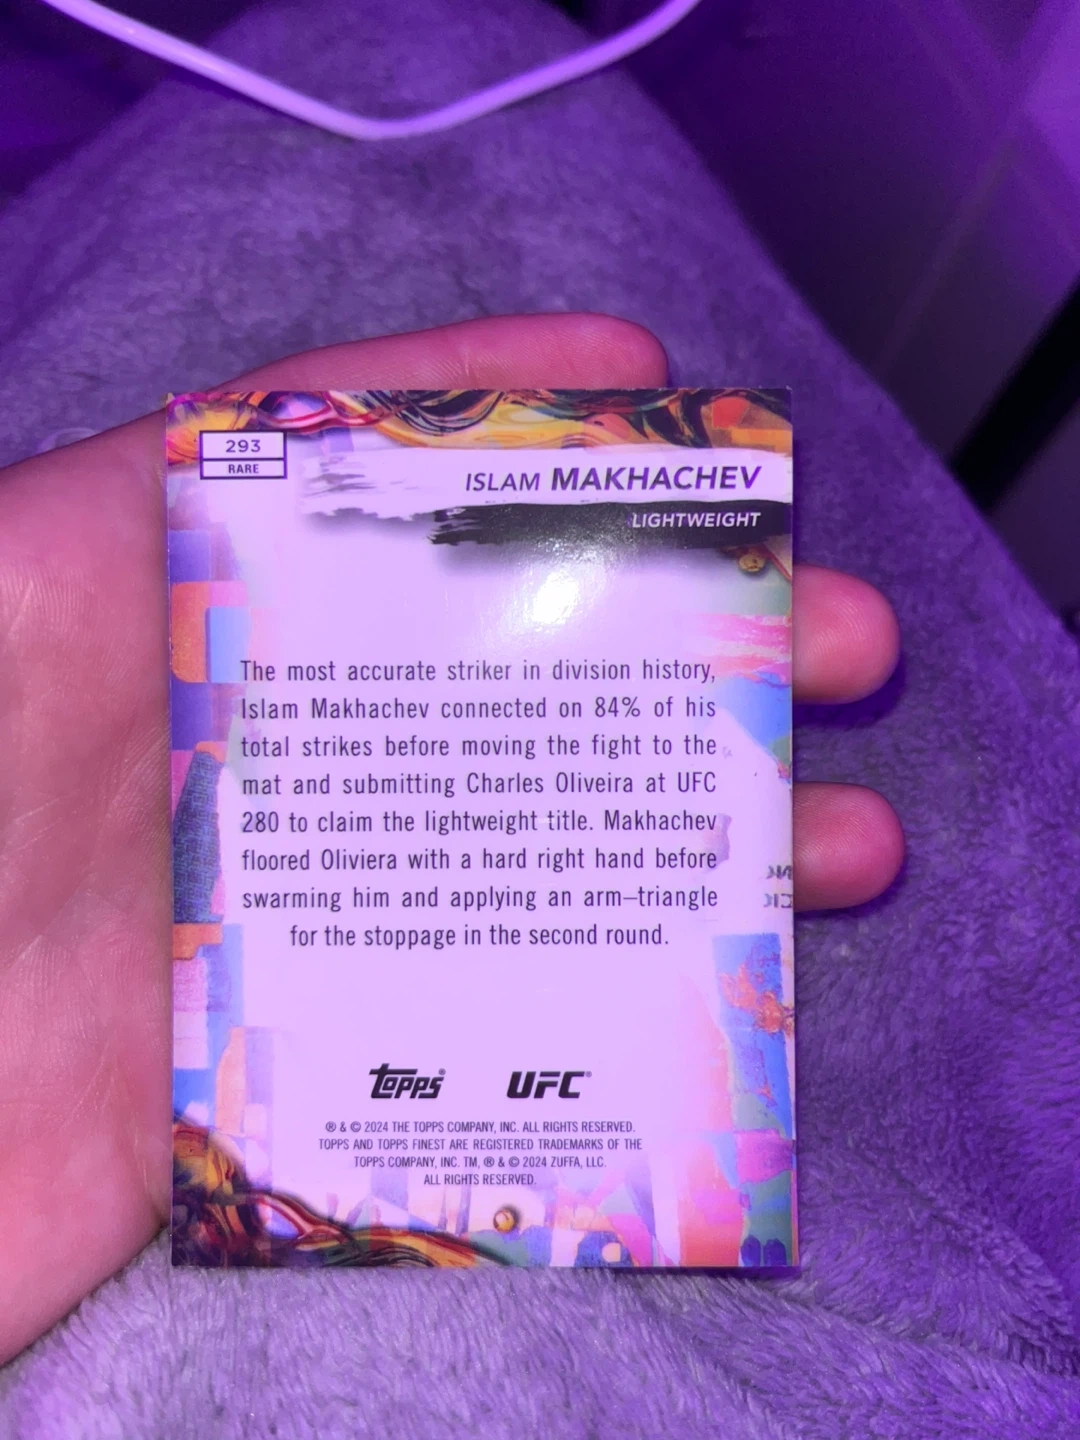 293
RARE
ISLAM MAKHACHEV
LIGHTWEIGHT
The most accurate striker in division history,
Islam Makhachev connected on 84% of his
total strikes before moving the fight to the
mat and submitting Charles Oliveira at UFC
280 to claim the lightweight title. Makhachev
floored Oliviera with a hard right hand before
swarming him and applying an arm–triangle
for the stoppage in the second round.
Topps® UFC®
® & © 2024 THE TOPPS COMPANY, INC. ALL RIGHTS RESERVED.
TOPPS AND TOPPS FINEST ARE REGISTERED TRADEMARKS OF THE
TOPPS COMPANY, INC. TM, ® & © 2024 ZUFFA, LLC.
ALL RIGHTS RESERVED.